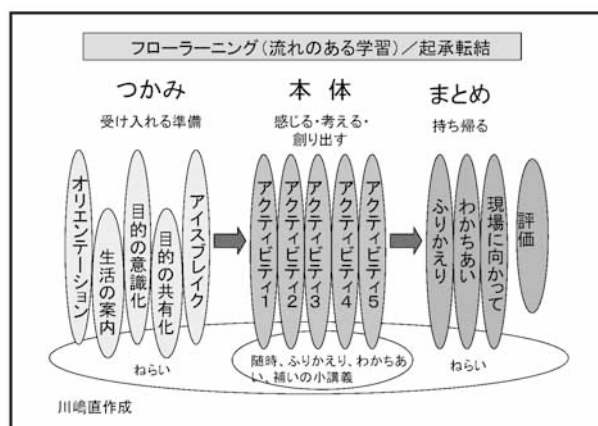 フローラーニング(流れのある学習)/起承転結
つかみ
受け入れる準備
オリエンテーション
生活の案内
目的の意識化
目的の共有化
アイスブレイク
ねらい
本 体
感じる・考える・
創り出す
アクティビティ1
アクティビティ2
アクティビティ3
アクティビティ4
アクティビティ5
随時、ふりかえり、わかちあ
い、補いの小講義
まとめ
持ち帰る
ふりかえり
わかちあい
現場に向かって
評価
ねらい
川嶋直作成